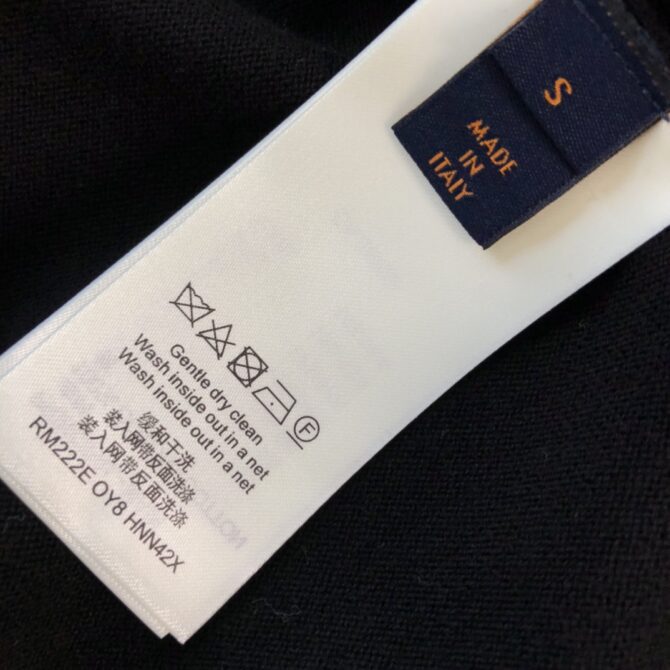 S
MADE
IN
ITALY
F
Gentle dry clean
Wash inside out in a net
Wash inside out in a net
缓和干洗
装入网带反面洗涤
装入网带反面洗涤
RM222E OY8 HNN42X